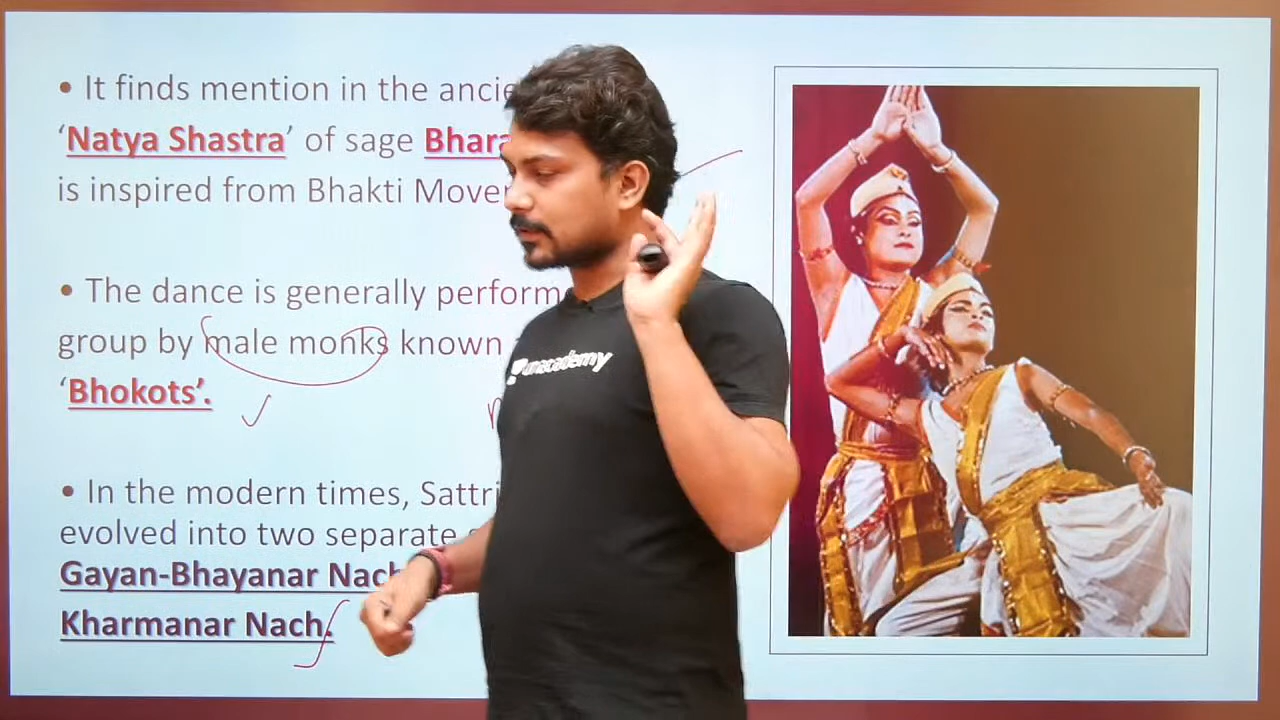 • It finds mention in the ancie
‘Natya Shastra’ of sage Bhara
is inspired from Bhakti Mover
• The dance is generally perform
group by male monks known
‘Bhokots’.
unacademy
• In the modern times, Sattri
evolved into two separate
Gayan-Bhayanar Nach
Kharmanar Nach.